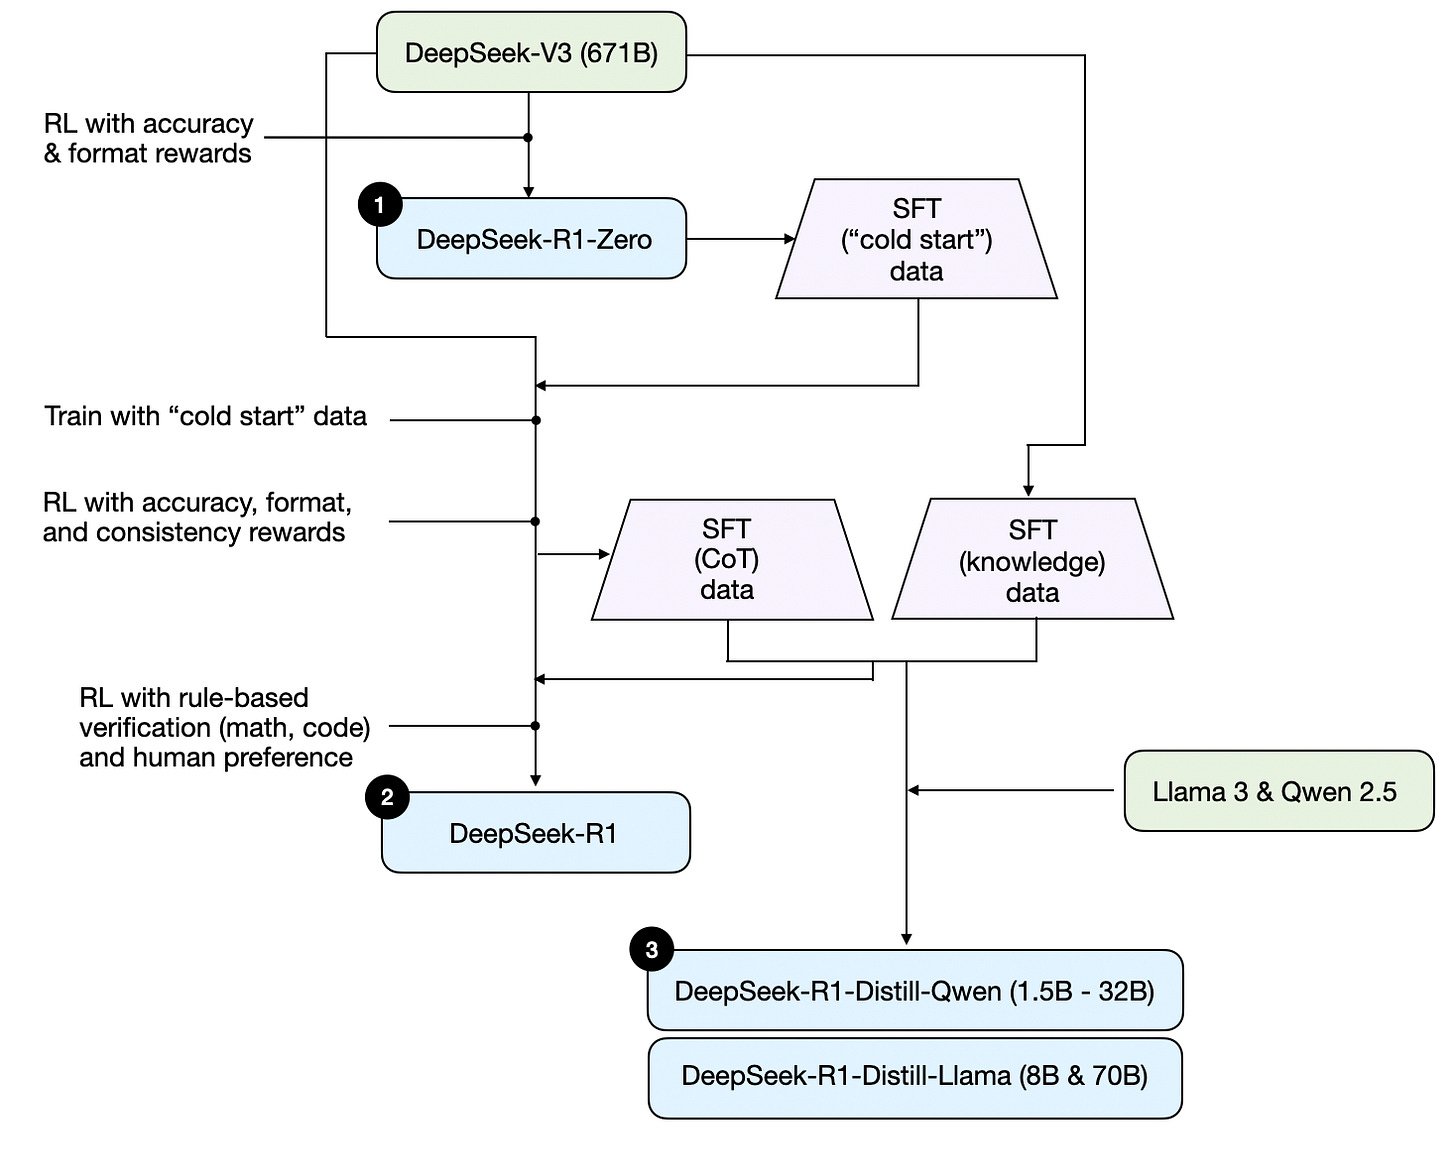 DeepSeek-V3 (671B)
RL with accuracy
& format rewards
1
DeepSeek-R1-Zero
SFT
(“cold start”)
data
Train with “cold start” data
RL with accuracy, format,
and consistency rewards
SFT
(CoT)
data
SFT
(knowledge)
data
RL with rule-based
verification (math, code)
and human preference
2
DeepSeek-R1
Llama 3 & Qwen 2.5
3
DeepSeek-R1-Distill-Qwen (1.5B - 32B)
DeepSeek-R1-Distill-Llama (8B & 70B)